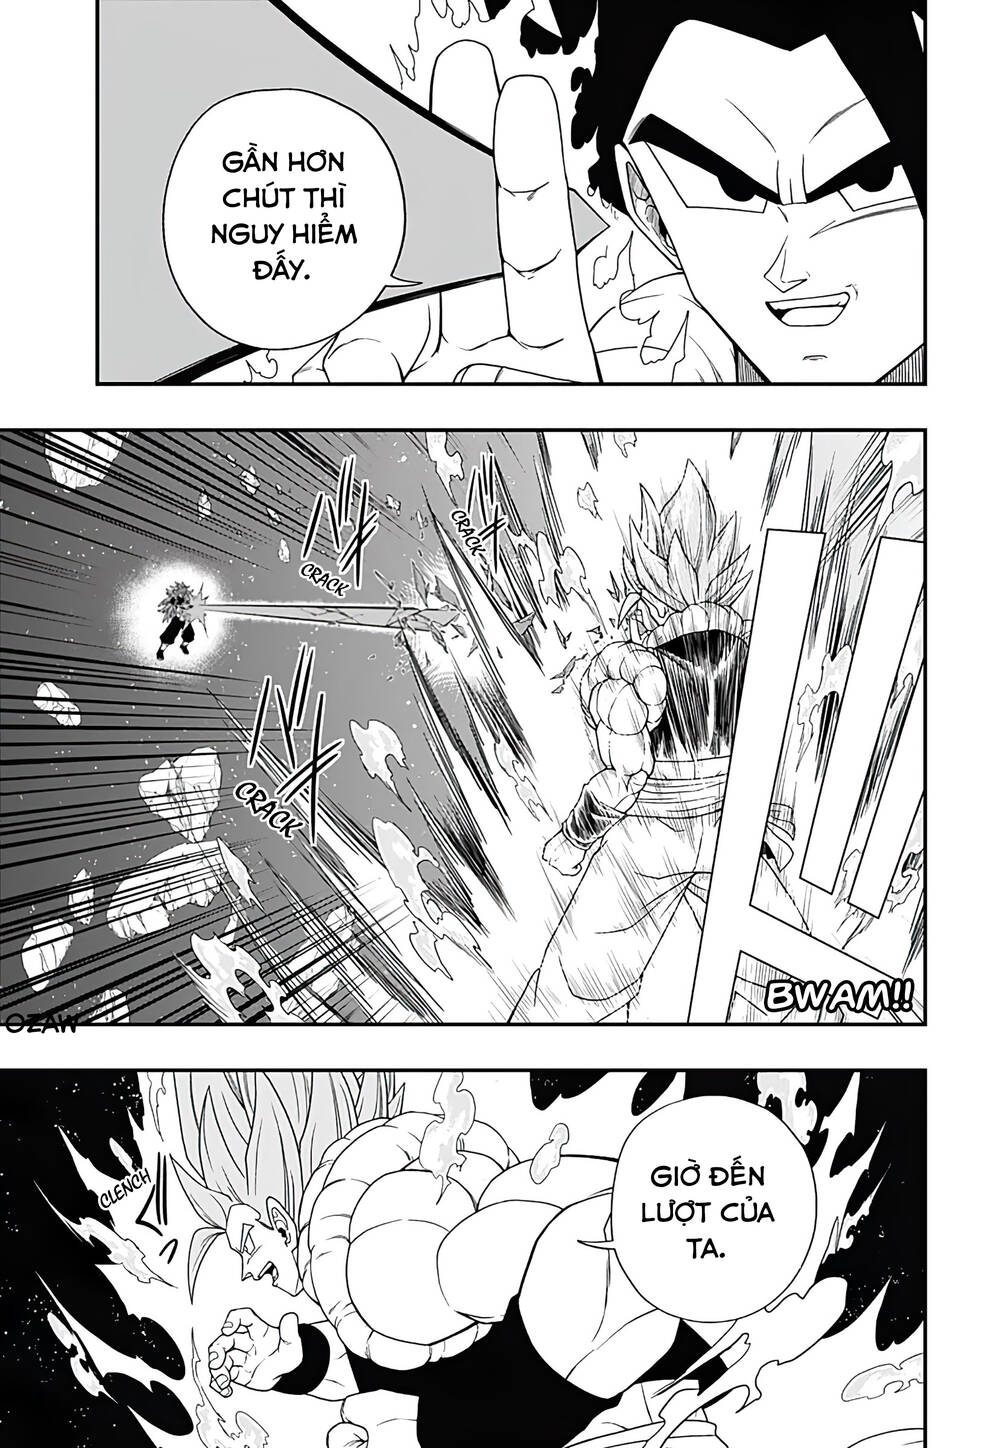 GẦN HƠN
CHÚT THÌ
NGUY HIỂM
ĐẤY.
CRACK
CRACK
CRACK
BWAM!!
OZAW
CLENCH
GIỜ ĐẾN
LƯỢT CỦA
TA.